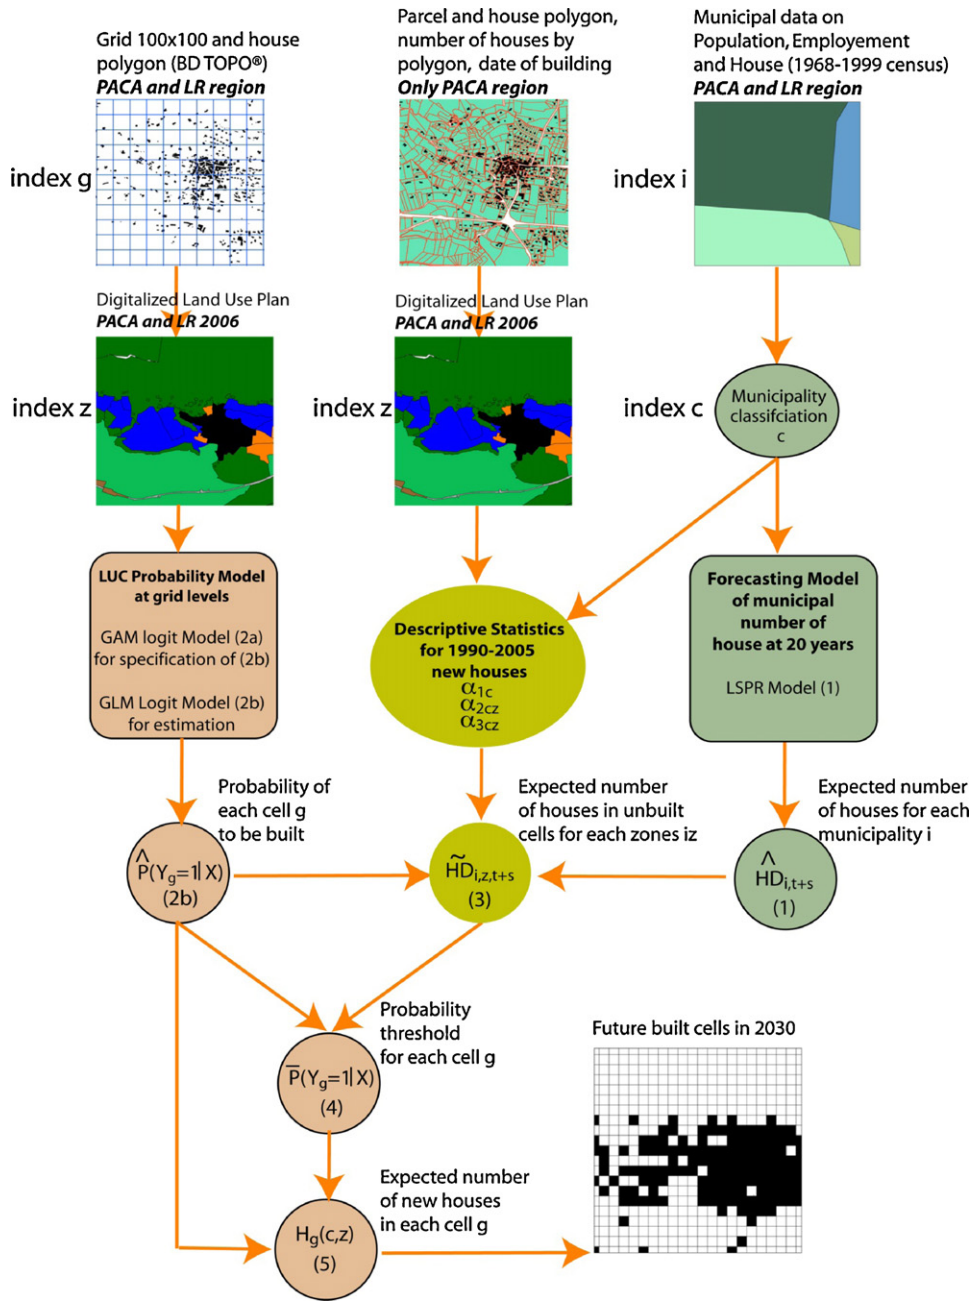 Grid 100x100 and house
polygon (BD TOPO®)
PACA and LR region
Parcel and house polygon,
number of houses by
polygon, date of building
Only PACA region
Municipal data on
Population, Employement
and House (1968-1999 census)
PACA and LR region
index g
index i
Digitalized Land Use Plan
PACA and LR 2006
Digitalized Land Use Plan
PACA and LR 2006
index z
index z
index c
Municipality
classifciation
c
LUC Probability Model
at grid levels
GAM logit Model (2a)
for specification of (2b)
GLM Logit Model (2b)
for estimation
Descriptive Statistics
for 1990-2005
new houses
α1c
α2cz
α3cz
Forecasting Model
of municipal
number of
house at 20 years
LSPR Model (1)
Probability of
each cell g
to be built
Expected number
of houses in unbuilt
cells for each zones iz
Expected number
of houses for each
municipality i
P̂(Yg=1|X)
(2b)
H̃Di,z,t+s
(3)
ĤDi,t+s
(1)
Probability
threshold
for each cell g
P̅(Yg=1|X)
(4)
Future built cells in 2030
Expected number
of new houses
in each cell g
Hg(c,z)
(5)